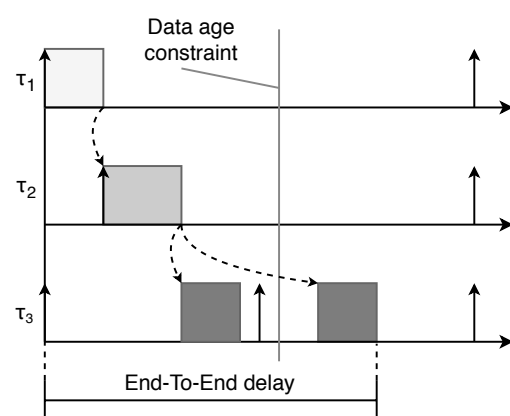 Data age
constraint
τ1
τ2
τ3
End-To-End delay